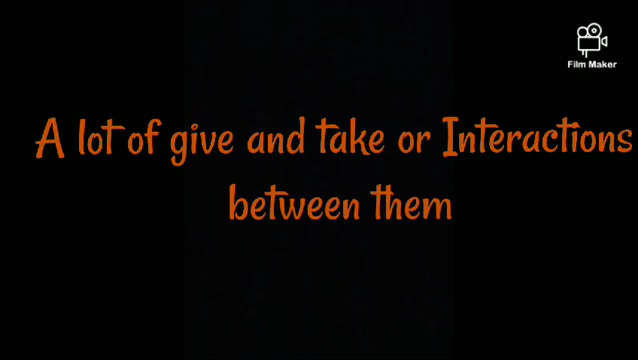 Film Maker
A lot of give and take or Interactions
between them